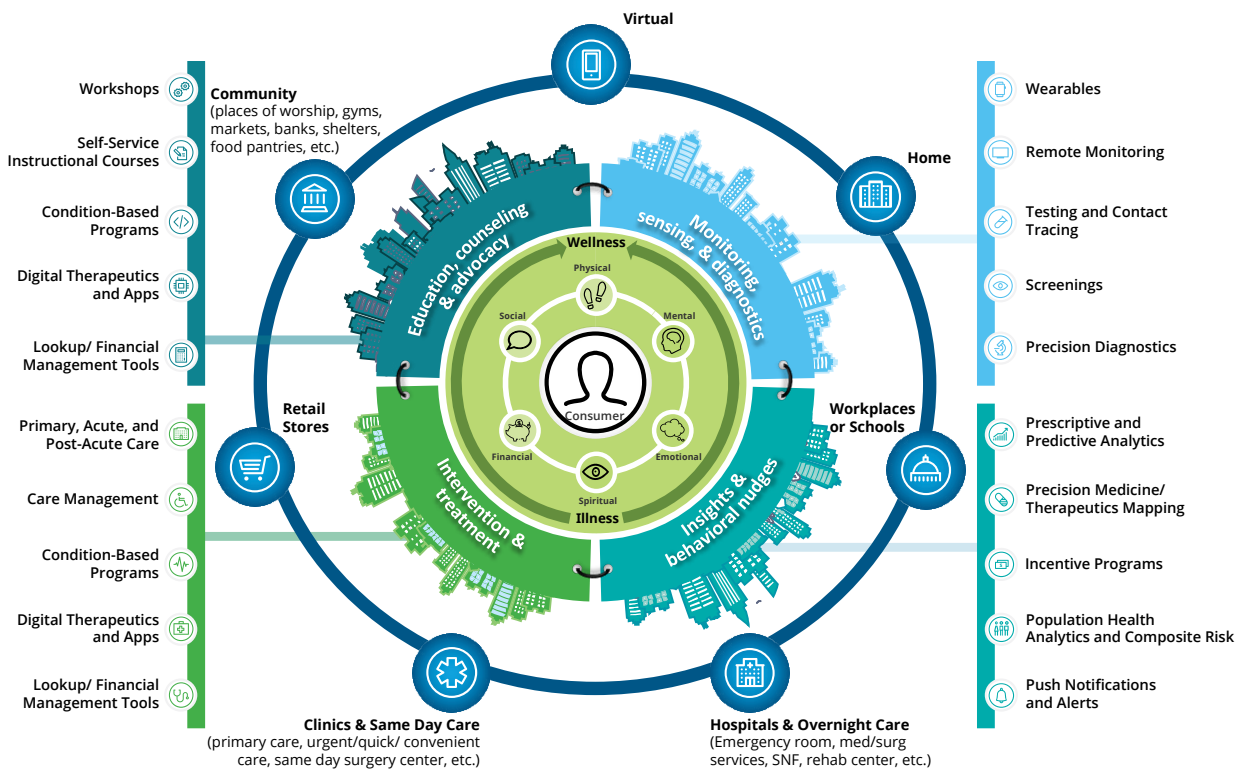 Virtual
Workshops
Self-Service
Instructional Courses
Condition-Based
Programs
Digital Therapeutics
and Apps
Lookup/ Financial
Management Tools
Community
(places of worship, gyms,
markets, banks, shelters,
food pantries, etc.)
Home
Wearables
Remote Monitoring
Testing and Contact
Tracing
Screenings
Precision Diagnostics
Education, counseling
& advocacy
Monitoring,
sensing, & diagnostics
Wellness
Physical
Social
Mental
Consumer
Financial
Emotional
Spiritual
Illness
Retail
Stores
Workplaces
or Schools
Intervention &
treatment
Insights &
behavioral nudges
Primary, Acute, and
Post-Acute Care
Care Management
Condition-Based
Programs
Digital Therapeutics
and Apps
Lookup/ Financial
Management Tools
Prescriptive and
Predictive Analytics
Precision Medicine/
Therapeutics Mapping
Incentive Programs
Population Health
Analytics and Composite Risk
Push Notifications
and Alerts
Clinics & Same Day Care
(primary care, urgent/quick/ convenient
care, same day surgery center, etc.)
Hospitals & Overnight Care
(Emergency room, med/surg
services, SNF, rehab center, etc.)